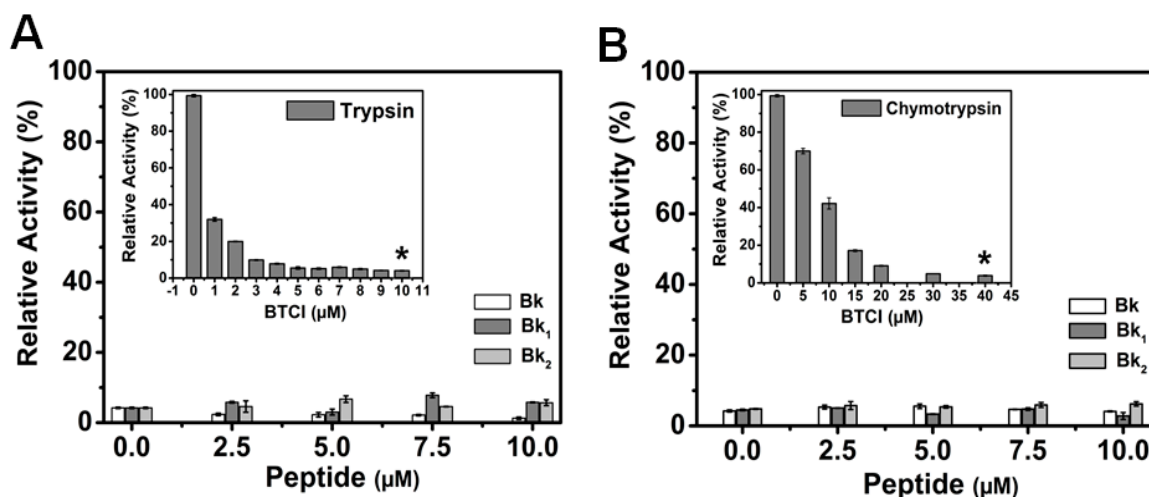 A
100
80
60
40
20
0
Relative Activity (%)
0.0 2.5 5.0 7.5 10.0
Peptide (µM)
Bk
Bk₁
Bk₂
100
80
60
40
20
0
Relative Activity (%)
-1 0 1 2 3 4 5 6 7 8 9 10 11
BTCI (µM)
Trypsin
*
B
100
80
60
40
20
0
Relative Activity (%)
0.0 2.5 5.0 7.5 10.0
Peptide (µM)
Bk
Bk₁
Bk₂
100
80
60
40
20
0
Relative Activity (%)
0 5 10 15 20 25 30 35 40 45
BTCI (µM)
Chymotrypsin
*